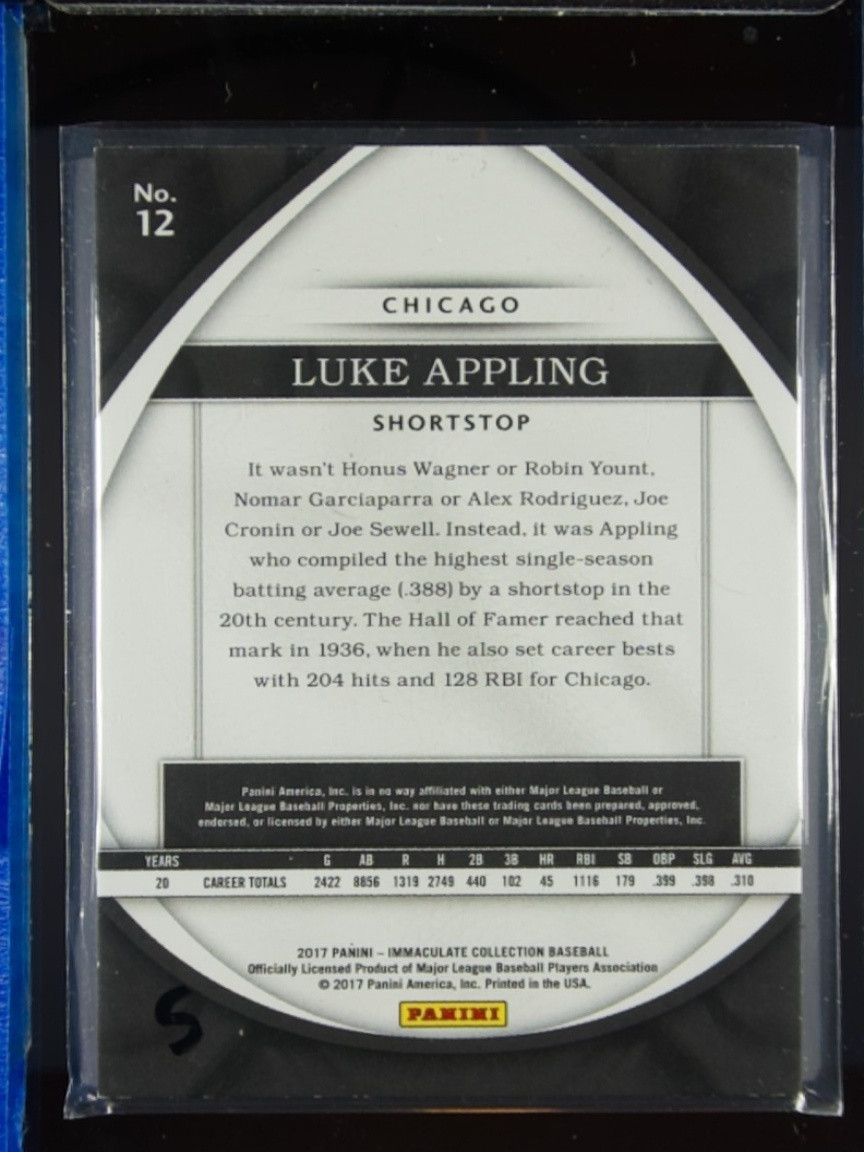 No.
12
CHICAGO
LUKE APPLING
SHORTSTOP
It wasn't Honus Wagner or Robin Yount,
Nomar Garciaparra or Alex Rodriguez, Joe
Cronin or Joe Sewell. Instead, it was Appling
who compiled the highest single-season
batting average (.388) by a shortstop in the
20th century. The Hall of Famer reached that
mark in 1936, when he also set career bests
with 204 hits and 128 RBI for Chicago.
Panini America, Inc. is in no way affiliated with either Major League Baseball or
Major League Baseball Properties, Inc. nor have these trading cards been prepared, approved,
endorsed, or licensed by either Major League Baseball or Major League Baseball Properties, Inc.
YEARS G AB R H 2B 3B HR RBI SB OBP SLG AVG
20 CAREER TOTALS 2422 8856 1319 2749 440 102 45 1116 179 .399 .398 .310
2017 PANINI – IMMACULATE COLLECTION BASEBALL
Officially Licensed Product of Major League Baseball Players Association
© 2017 Panini America, Inc. Printed in the USA.
PANINI
5